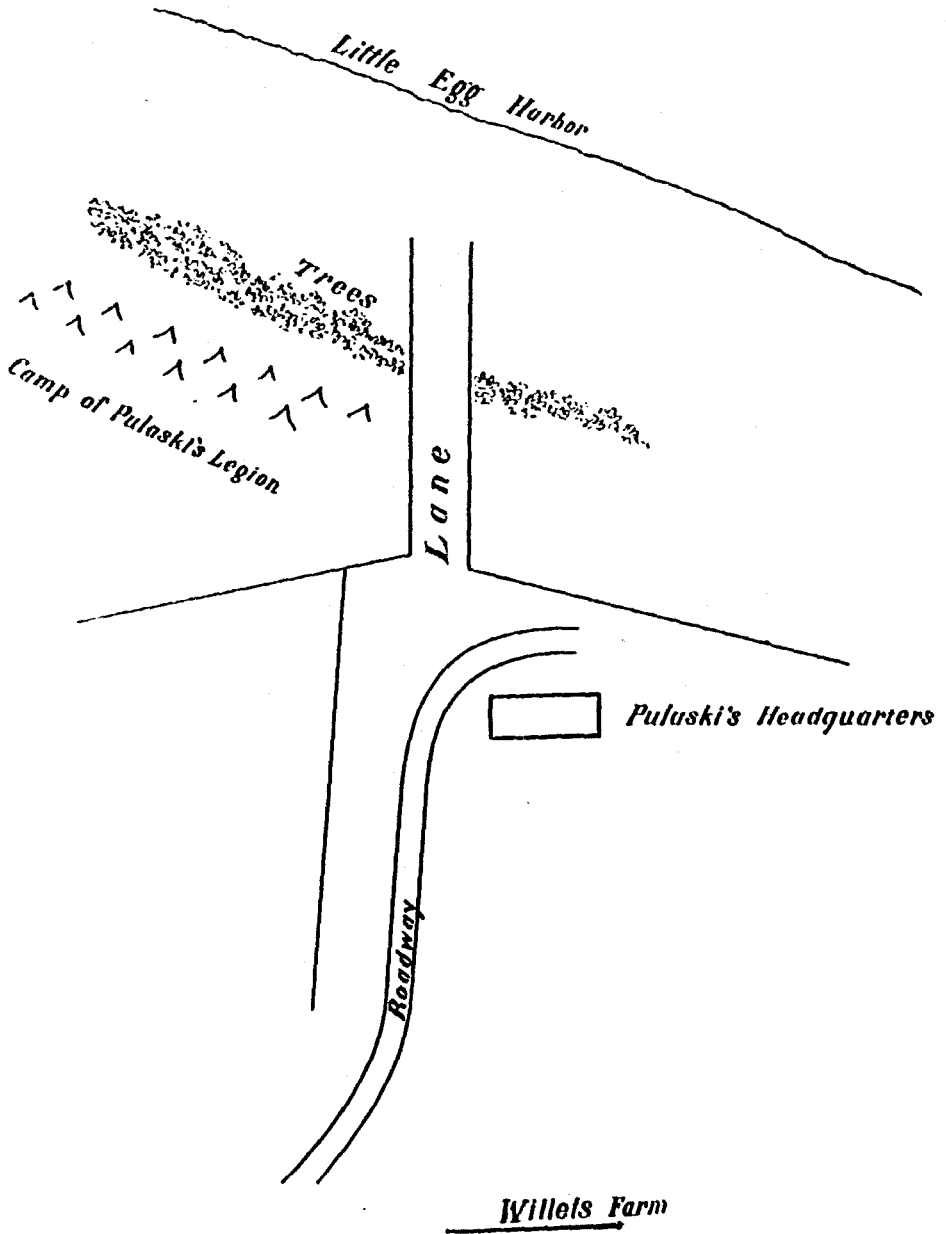 Little Egg Harbor
Trees
Camp of Pulaski's Legion
Lane
Pulaski's Headquarters
Roadway
Willets Farm